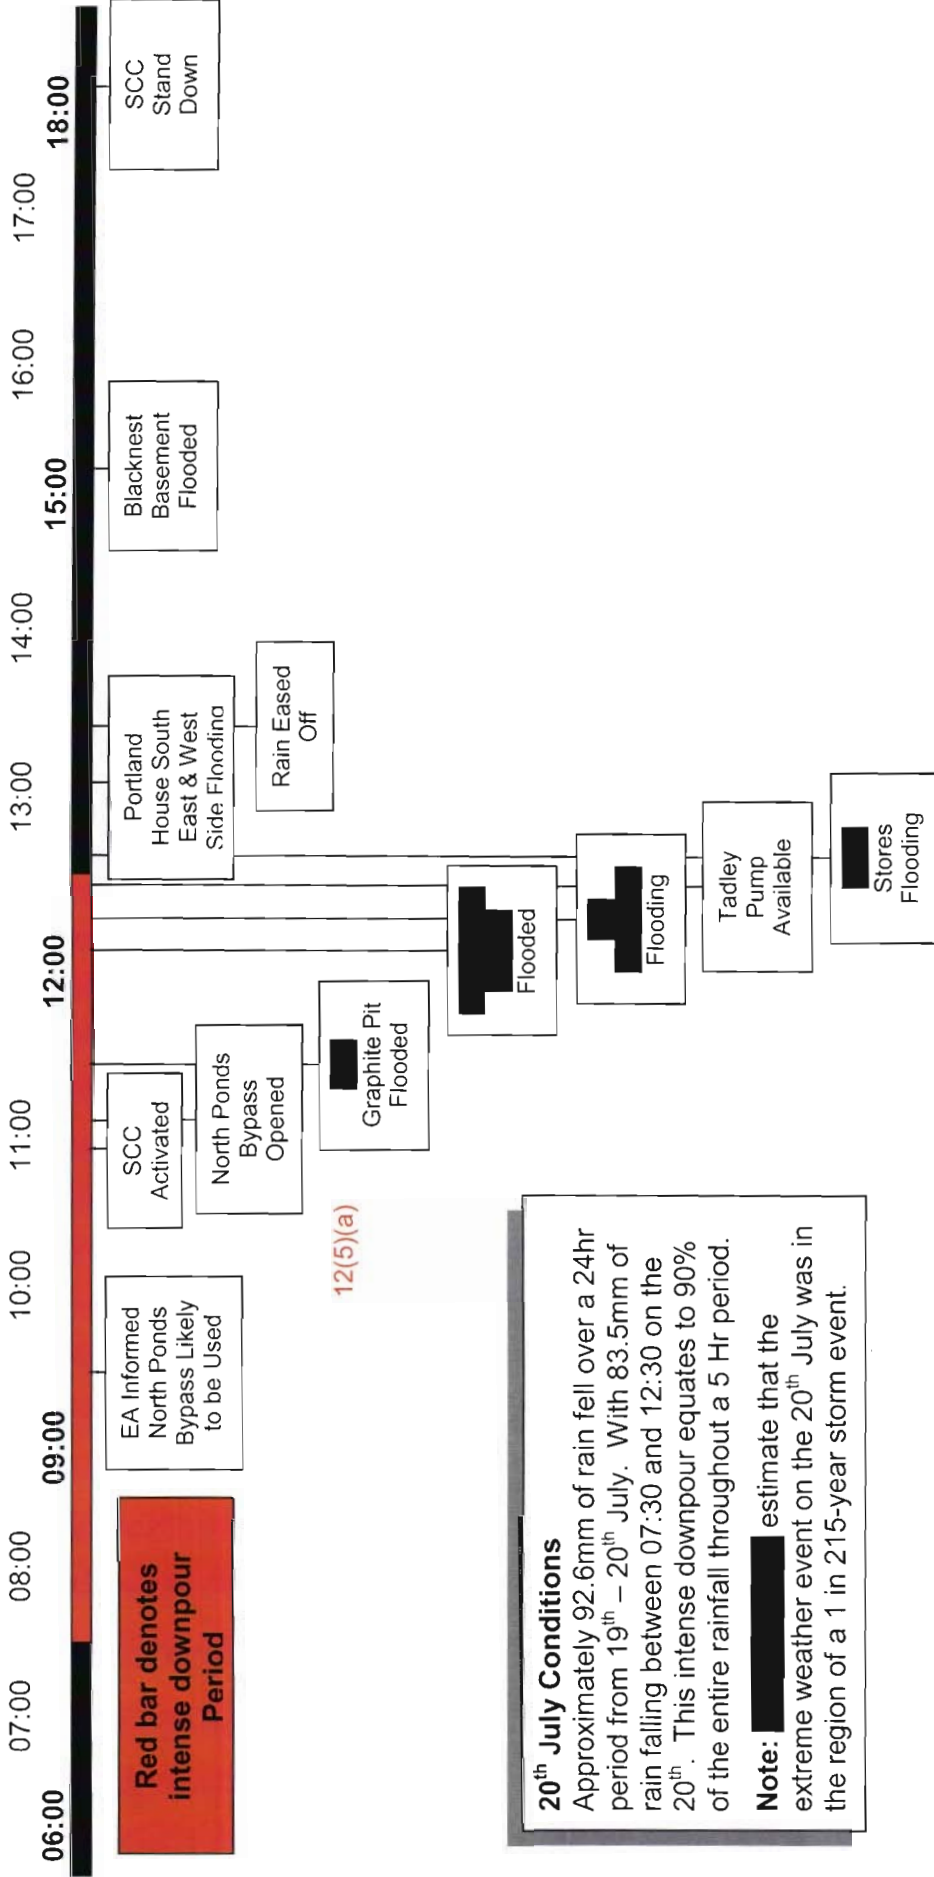 06:00
07:00
08:00
09:00
10:00
11:00
12:00
13:00
14:00
15:00
16:00
17:00
18:00
Red bar denotes
intense downpour
Period
EA Informed
North Ponds
Bypass Likely
to be Used
SCC
Activated
North Ponds
Bypass
Opened
Graphite Pit
Flooded
Flooded
Flooding
Tadley
Pump
Available
Stores
Flooding
Portland
House South
East & West
Side Flooding
Rain Eased
Off
Blacknest
Basement
Flooded
SCC
Stand
Down
12(5)(a)
20th July Conditions
Approximately 92.6mm of rain fell over a 24hr
period from 19th – 20th July. With 83.5mm of
rain falling between 07:30 and 12:30 on the
20th. This intense downpour equates to 90%
of the entire rainfall throughout a 5 Hr period.
Note: estimate that the
extreme weather event on the 20th July was in
the region of a 1 in 215-year storm event.